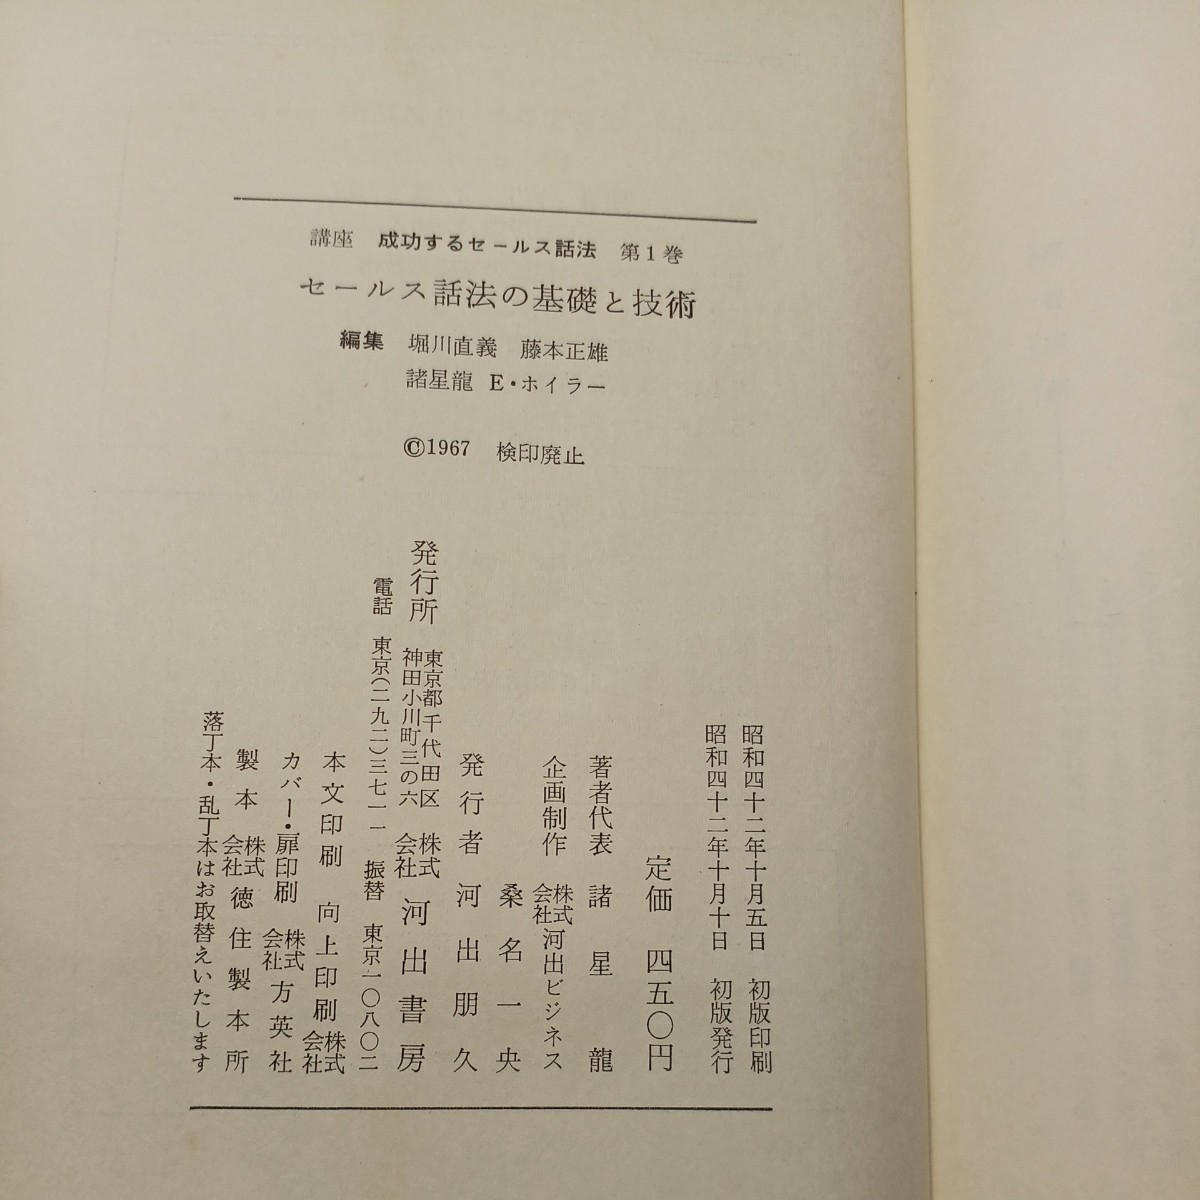 講座 成功するセールス話法 第1巻
セールス話法の基礎と技術
編集 堀川直義 藤本正雄
諸星龍 E・ホイラー
©1967 検印廃止
昭和四十二年十月五日 初版印刷
昭和四十二年十月十日 初版発行
定価 四五〇円
著者代表 諸星龍
企画制作 株式会社河出ビジネス
桑名一央
発行者 河出朋久
発行所 東京都千代田区神田小川町三の六 株式会社 河出書房
電話 東京(二九二)三七一一 振替 東京一〇八〇二
本文印刷 向上印刷株式会社
カバー・扉印刷 株式会社方英社
製本 株式会社徳住製本所
落丁本・乱丁本はお取替えいたします